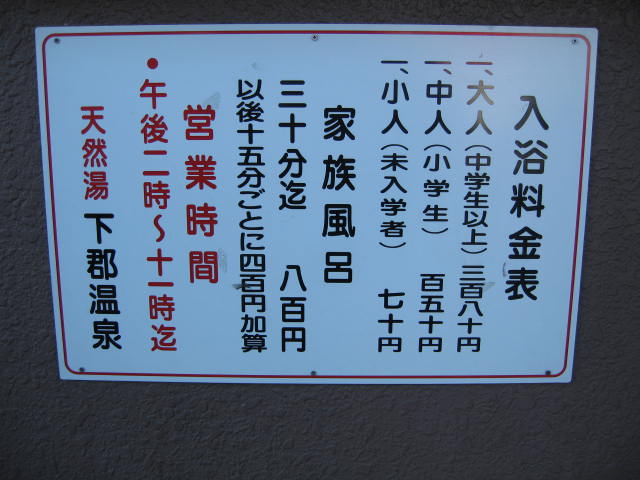 入浴料金表
一、大人（中学生以上）三百八十円
一、中人（小学生）百五十円
一、小人（未入学者）七十円
家族風呂
三十分迄 八百円
以後十五分ごとに四百円加算
営業時間
●午後二時～十一時迄
天然湯 下郡温泉